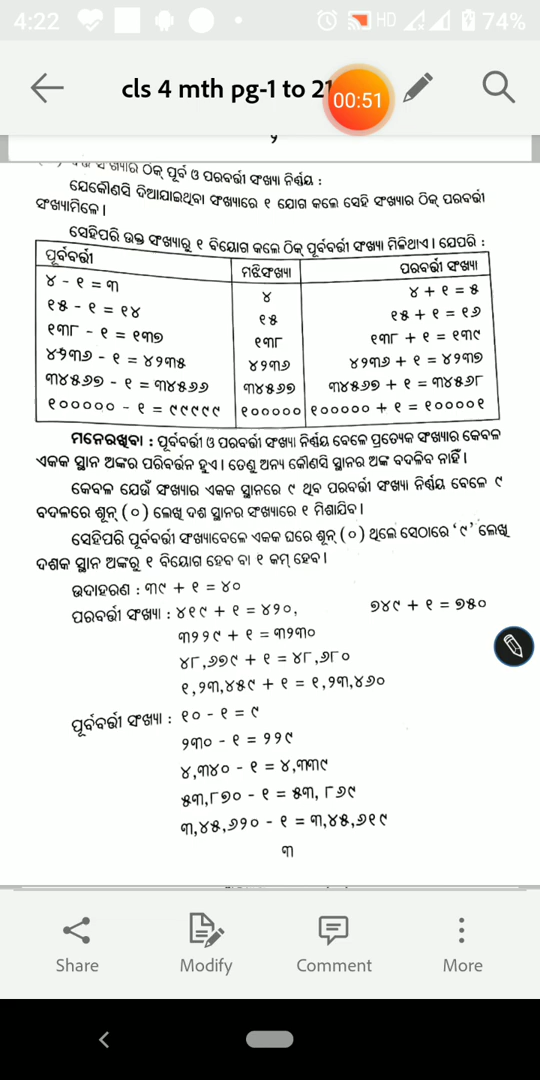 4:22
HD
74%
cls 4 mth pg-1 to 21
00:51
ସଂଖ୍ୟାର ଠିକ୍ ପୂର୍ବ ଓ ପରବର୍ତ୍ତୀ ସଂଖ୍ୟା ନିର୍ଣ୍ଣୟ :
ଯେକୌଣସି ଦିଆଯାଇଥିବା ସଂଖ୍ୟାରେ ୧ ଯୋଗ କଲେ ସେହି ସଂଖ୍ୟାର ଠିକ୍ ପରବର୍ତ୍ତୀ
ସଂଖ୍ୟାମିଳେ ।
ସେହିପରି ଉକ୍ତ ସଂଖ୍ୟାରୁ ୧ ବିୟୋଗ କଲେ ଠିକ୍ ପୂର୍ବବର୍ତ୍ତୀ ସଂଖ୍ୟା ମିଳିଥାଏ । ଯେପରି :
ପୂର୍ବବର୍ତ୍ତୀ ମଝିସଂଖ୍ୟା ପରବର୍ତ୍ତୀ ସଂଖ୍ୟା
୪ - ୧ = ୩ ୪ ୪ + ୧ = ୫
୧୫ - ୧ = ୧୪ ୧୫ ୧୫ + ୧ = ୧୬
୧୩୮ - ୧ = ୧୩୭ ୧୩୮ ୧୩୮ + ୧ = ୧୩୯
୪୨୩୬ - ୧ = ୪୨୩୫ ୪୨୩୬ ୪୨୩୬ + ୧ = ୪୨୩୭
୩୪୫୬୭ - ୧ = ୩୪୫୬୬ ୩୪୫୬୭ ୩୪୫୬୭ + ୧ = ୩୪୫୬୮
୧୦୦୦୦୦ - ୧ = ୯୯୯୯୯ ୧୦୦୦୦୦ ୧୦୦୦୦୦ + ୧ = ୧୦୦୦୦୧
ମନେରଖିବା : ପୂର୍ବବର୍ତ୍ତୀ ଓ ପରବର୍ତ୍ତୀ ସଂଖ୍ୟା ନିର୍ଣ୍ଣୟ ବେଳେ ପ୍ରତ୍ୟେକ ସଂଖ୍ୟାର କେବଳ
ଏକକ ସ୍ଥାନ ଅଙ୍କର ପରିବର୍ତ୍ତନ ହୁଏ । ତେଣୁ ଅନ୍ୟ କୌଣସି ସ୍ଥାନର ଅଙ୍କ ବଦଳିବ ନାହିଁ ।
କେବଳ ଯେଉଁ ସଂଖ୍ୟାର ଏକକ ସ୍ଥାନରେ ୯ ଥିବ ପରବର୍ତ୍ତୀ ସଂଖ୍ୟା ନିର୍ଣ୍ଣୟ ବେଳେ ୯
ବଦଳରେ ଶୂନ୍ (୦) ଲେଖି ଦଶ ସ୍ଥାନର ସଂଖ୍ୟାରେ ୧ ମିଶାଯିବ ।
ସେହିପରି ପୂର୍ବବର୍ତ୍ତୀ ସଂଖ୍ୟାବେଳେ ଏକକ ଘରେ ଶୂନ୍ (୦) ଥିଲେ ସେଠାରେ ‘୯’ ଲେଖି
ଦଶକ ସ୍ଥାନ ଅଙ୍କରୁ ୧ ବିୟୋଗ ହେବ ବା ୧ କମ୍ ହେବ ।
ଉଦାହରଣ : ୩୯ + ୧ = ୪୦
ପରବର୍ତ୍ତୀ ସଂଖ୍ୟା : ୪୧୯ + ୧ = ୪୨୦, ୭୪୯ + ୧ = ୭୫୦
୩୨୨୯ + ୧ = ୩୨୩୦
୪୮,୬୭୯ + ୧ = ୪୮,୬୮୦
୧,୨୩,୪୫୯ + ୧ = ୧,୨୩,୪୬୦
ପୂର୍ବବର୍ତ୍ତୀ ସଂଖ୍ୟା : ୧୦ - ୧ = ୯
୨୩୦ - ୧ = ୨୨୯
୪,୩୪୦ - ୧ = ୪,୩୩୯
୫୩,୮୭୦ - ୧ = ୫୩, ୮୬୯
୩,୪୫,୬୨୦ - ୧ = ୩,୪୫,୬୧୯
୩
Share Modify Comment More